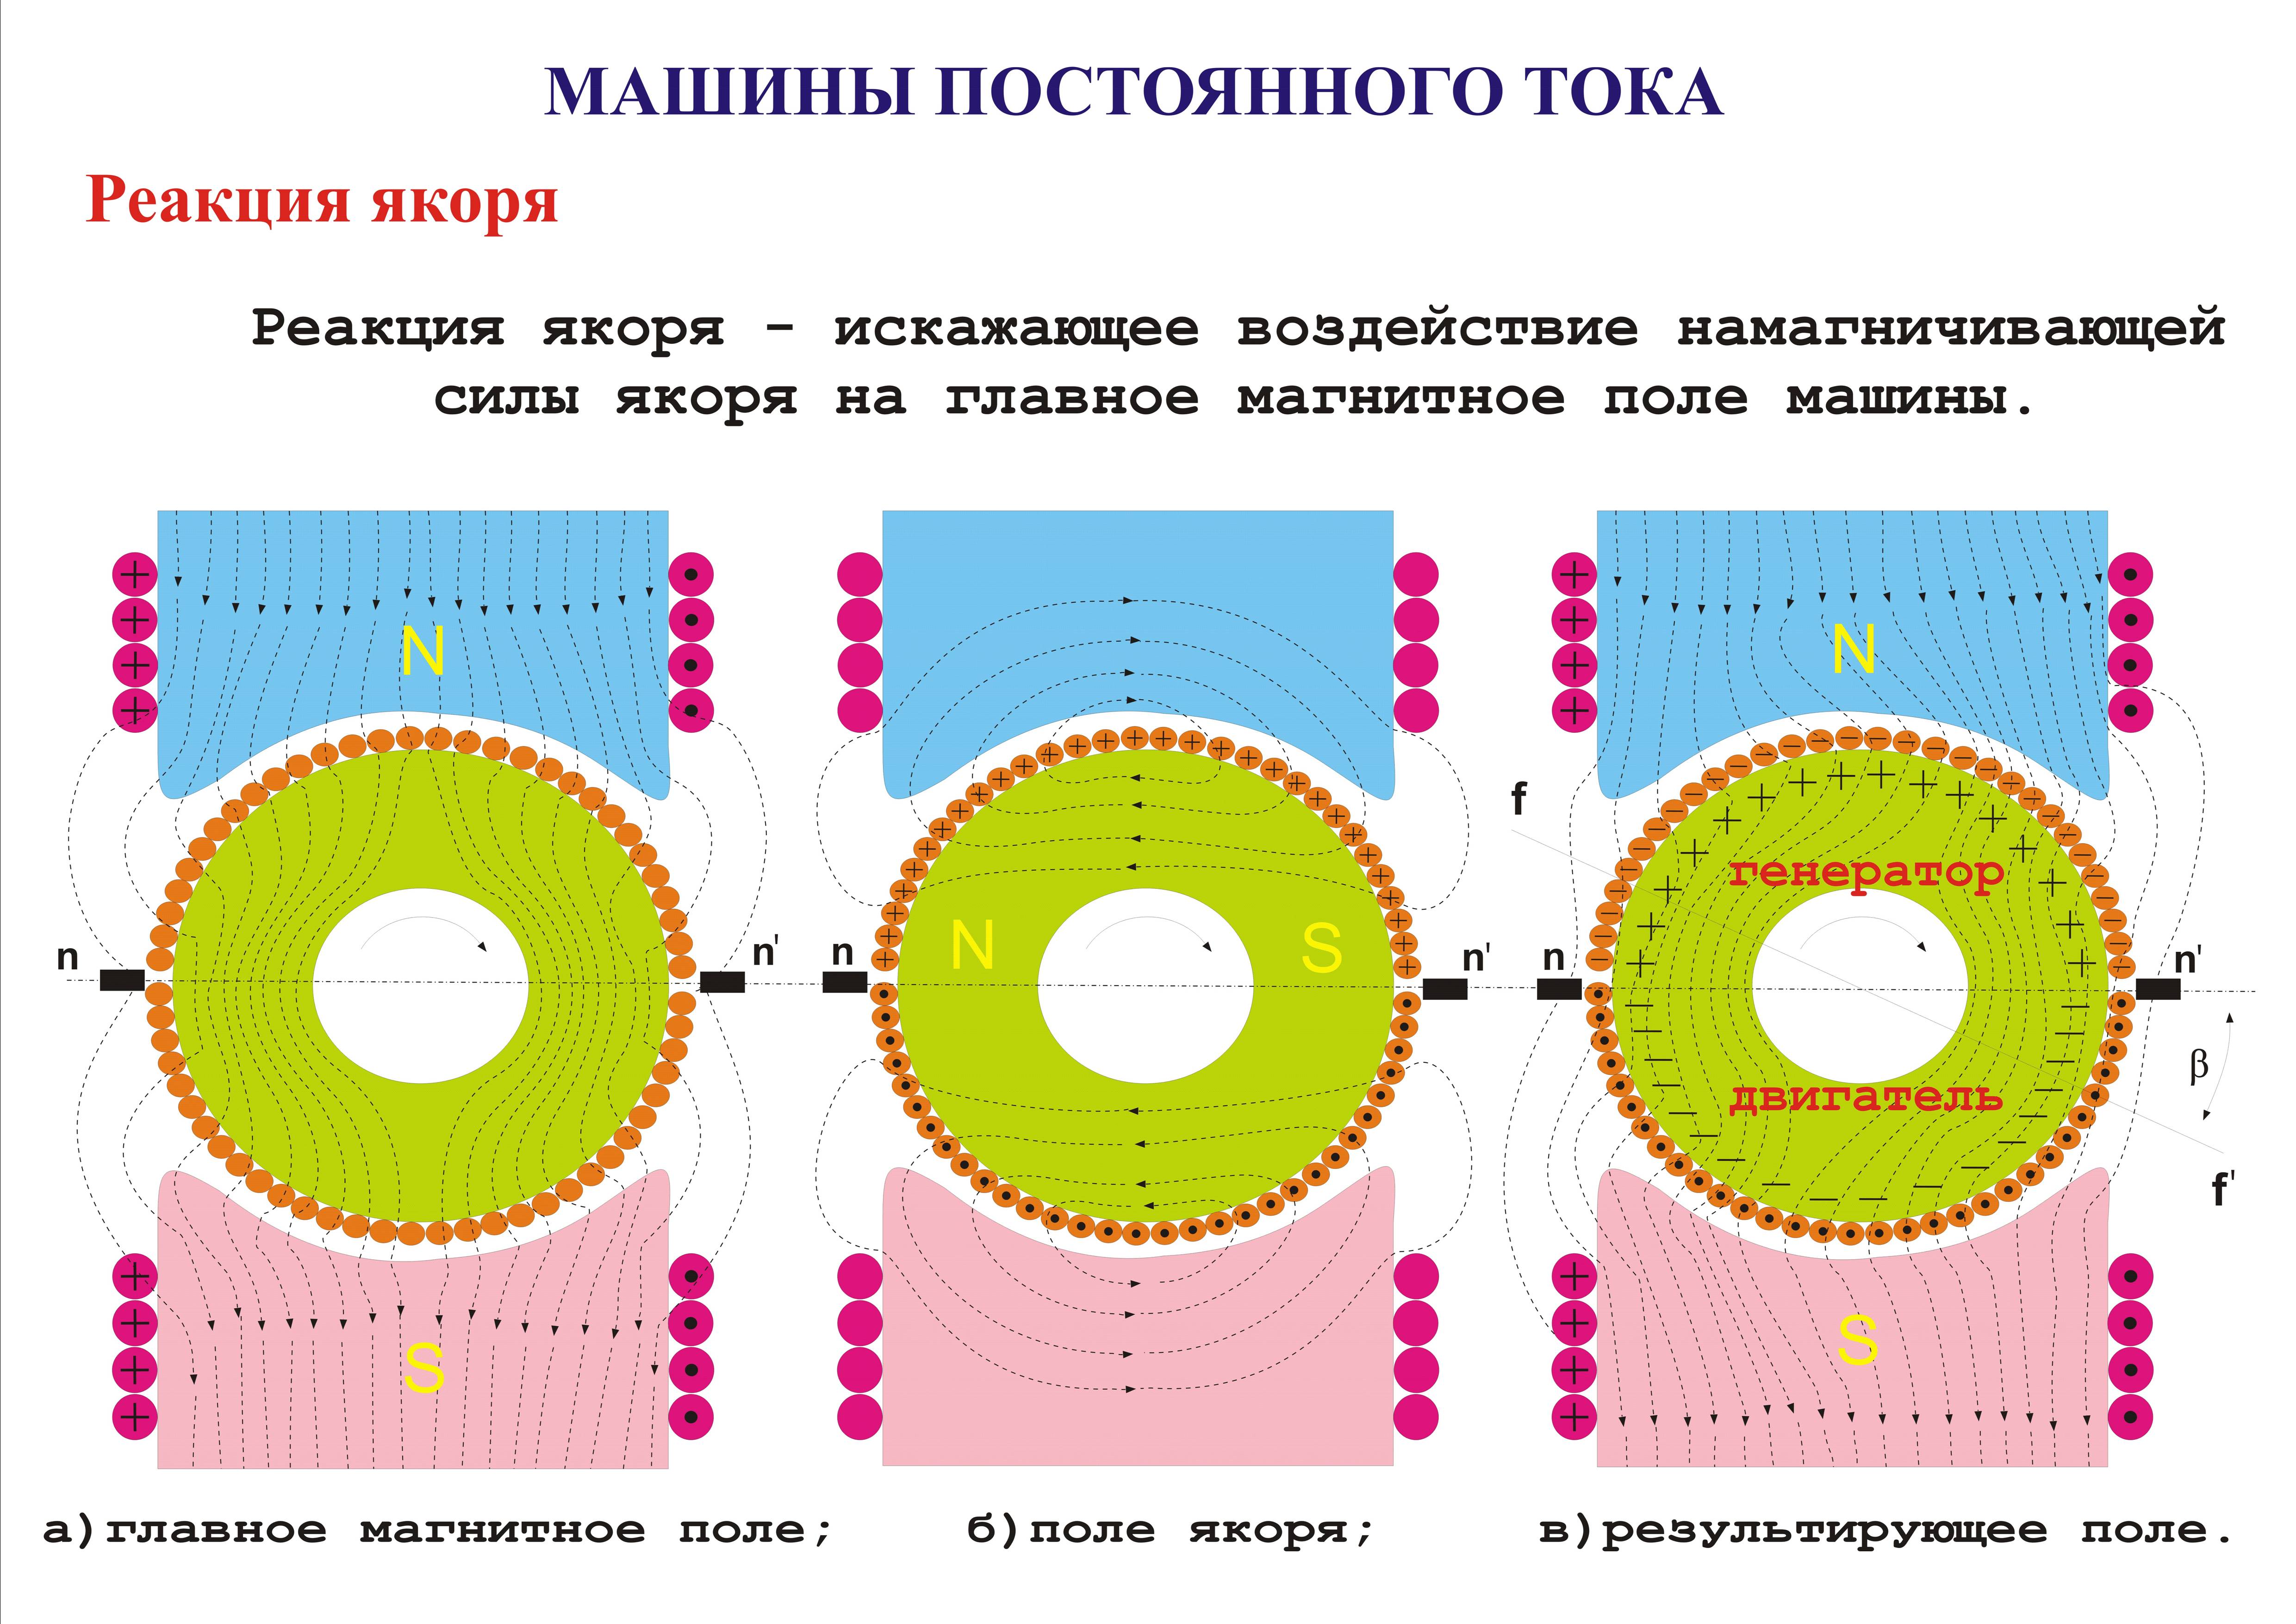 МАШИНЫ ПОСТОЯННОГО ТОКА
Реакция якоря
Реакция якоря – искажающее воздействие намагничивающей
силы якоря на главное магнитное поле машины.
N
S
n
n'
N
S
n
n'
N
генератор
двигатель
S
f
f'
n
n'
β
а)главное магнитное поле;
б)поле якоря;
в)результирующее поле.